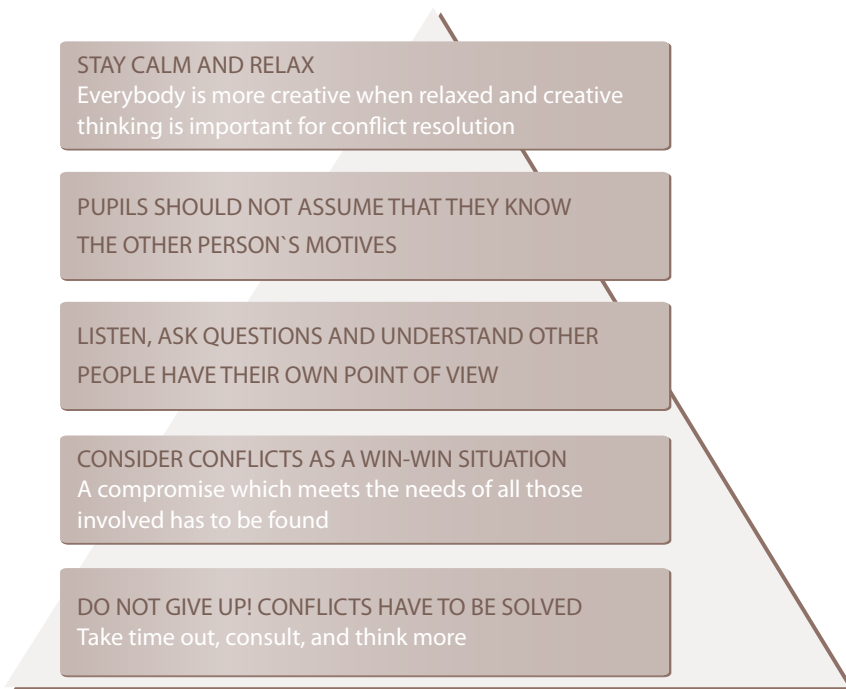 STAY CALM AND RELAX
Everybody is more creative when relaxed and creative
thinking is important for conflict resolution
PUPILS SHOULD NOT ASSUME THAT THEY KNOW
THE OTHER PERSON`S MOTIVES
LISTEN, ASK QUESTIONS AND UNDERSTAND OTHER
PEOPLE HAVE THEIR OWN POINT OF VIEW
CONSIDER CONFLICTS AS A WIN-WIN SITUATION
A compromise which meets the needs of all those
involved has to be found
DO NOT GIVE UP! CONFLICTS HAVE TO BE SOLVED
Take time out, consult, and think more